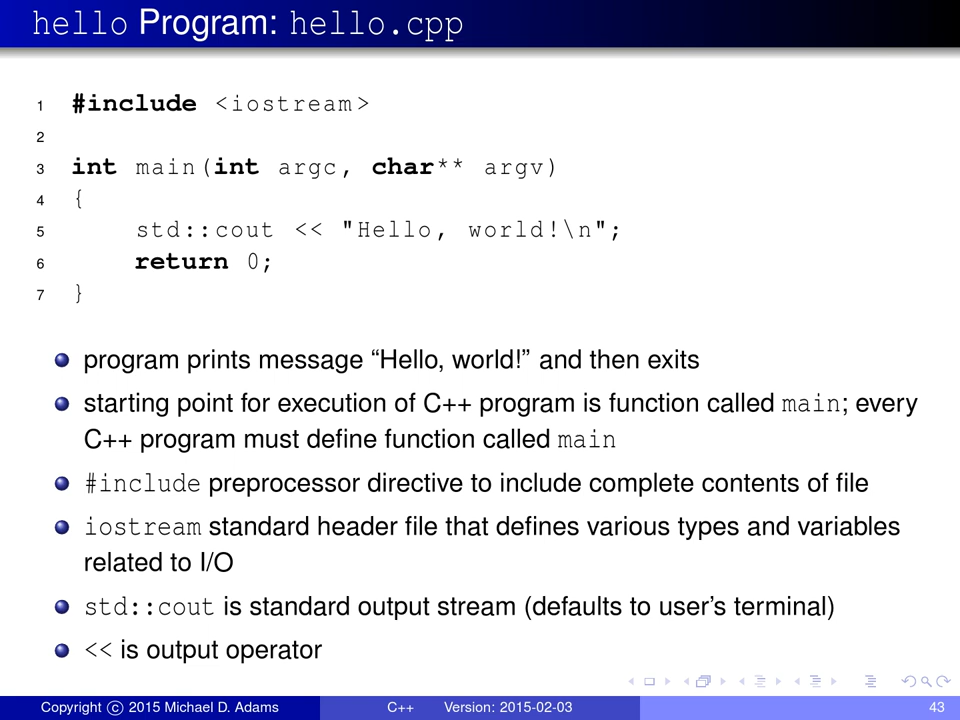 hello Program: hello.cpp
1 #include <iostream>
2
3 int main(int argc, char** argv)
4 {
5 std::cout << "Hello, world!\n";
6 return 0;
7 }
program prints message “Hello, world!” and then exits
starting point for execution of C++ program is function called main; every
C++ program must define function called main
#include preprocessor directive to include complete contents of file
iostream standard header file that defines various types and variables
related to I/O
std::cout is standard output stream (defaults to user’s terminal)
<< is output operator
Copyright © 2015 Michael D. Adams C++ Version: 2015-02-03 43